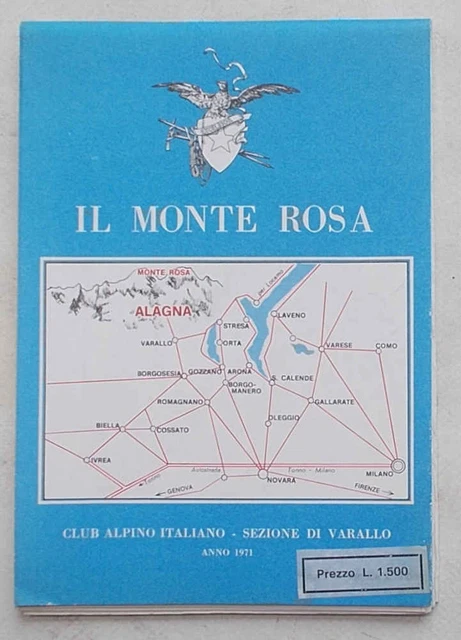 IL MONTE ROSA
MONTE ROSA
ALAGNA
per Locarno
STRESA
LAVENO
VARALLO
ORTA
VARESE
COMO
BORGOSESIA
GOZZANO
ARONA
BORGO-
MANERO
S. CALENDE
ROMAGNANO
GALLARATE
OLEGGIO
BIELLA
COSSATO
IVREA
MILANO
Torino
Autostrada
Torino - Milano
GENOVA
NOVARA
FIRENZE
CLUB ALPINO ITALIANO - SEZIONE DI VARALLO
ANNO 1971
Prezzo L. 1.500